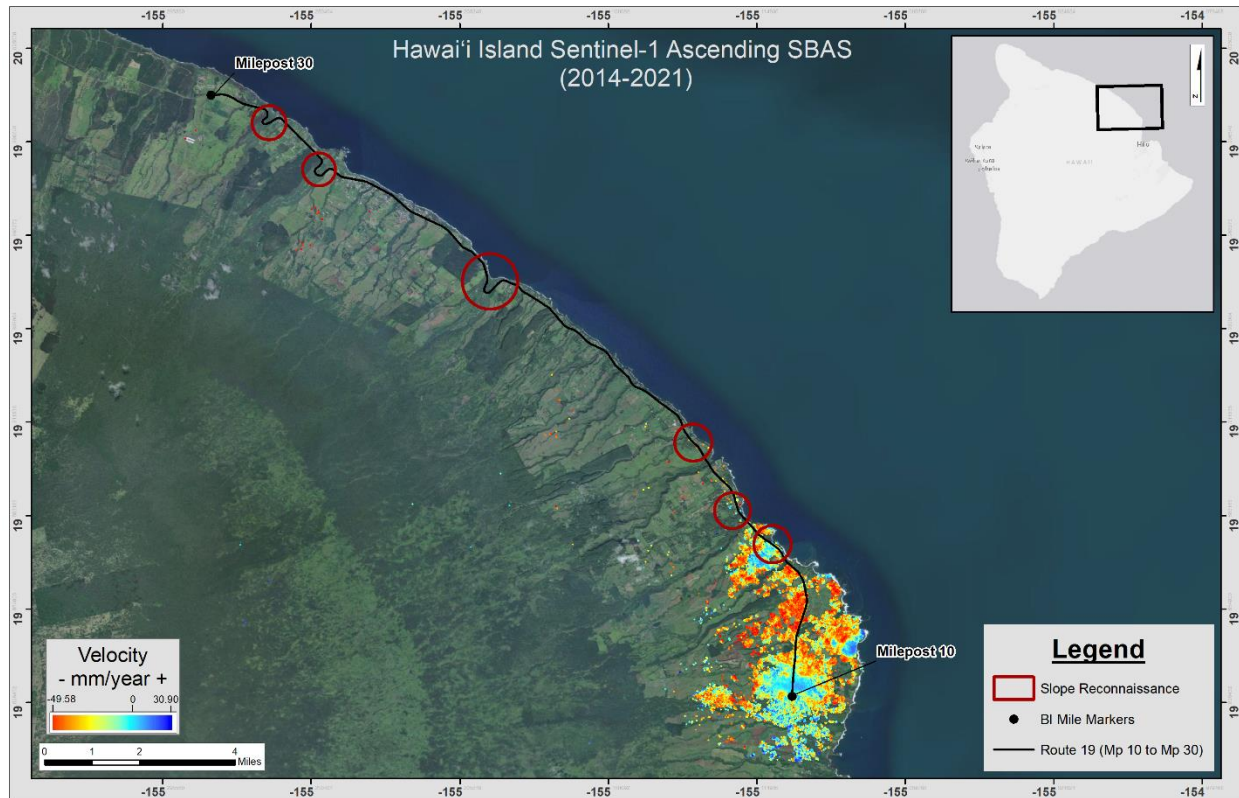 -155 -155 -155 -155 -155 -155 -155 -154
Hawai‘i Island Sentinel-1 Ascending SBAS
(2014-2021)
Milepost 30
N
Hilo
HAWAII
20 20
19 19
19 19
19 19
19 19
19 19
19 19
19 19
Milepost 10
Velocity
- mm/year +
-49.58 0 30.90
0 1 2 4
Miles
Legend
Slope Reconnaissance
BI Mile Markers
Route 19 (Mp 10 to Mp 30)
-155 -155 -155 -155 -155 -155 -155 -154